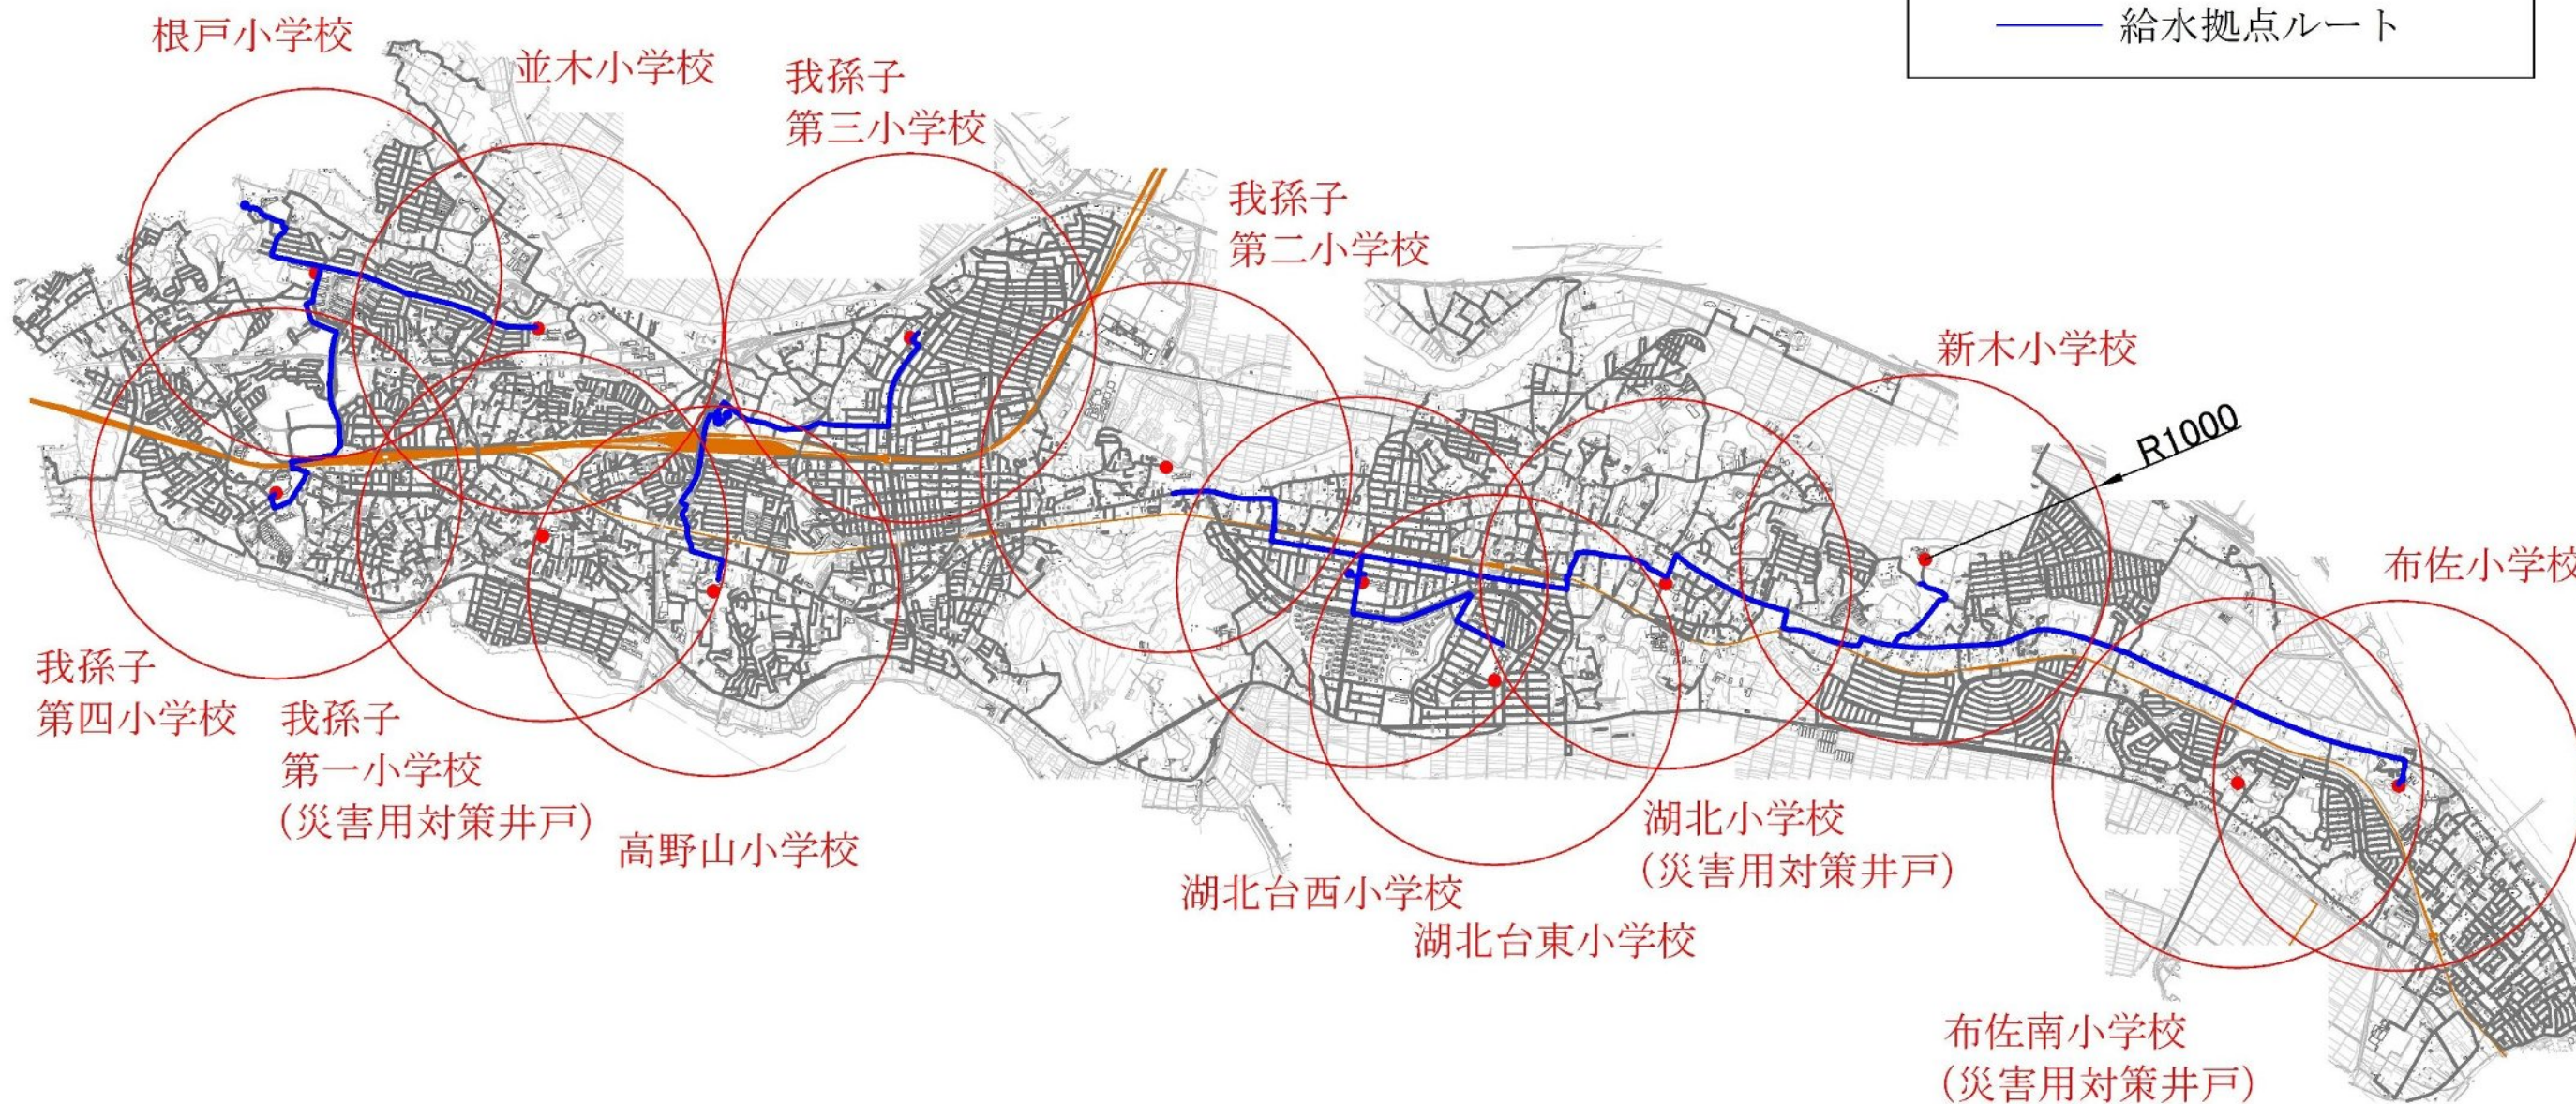 給水拠点ルート
根戸小学校
並木小学校
我孫子
第三小学校
我孫子
第二小学校
新木小学校
R1000
布佐小学校
我孫子
第四小学校
我孫子
第一小学校
(災害用対策井戸)
高野山小学校
湖北小学校
(災害用対策井戸)
湖北台西小学校
湖北台東小学校
布佐南小学校
(災害用対策井戸)